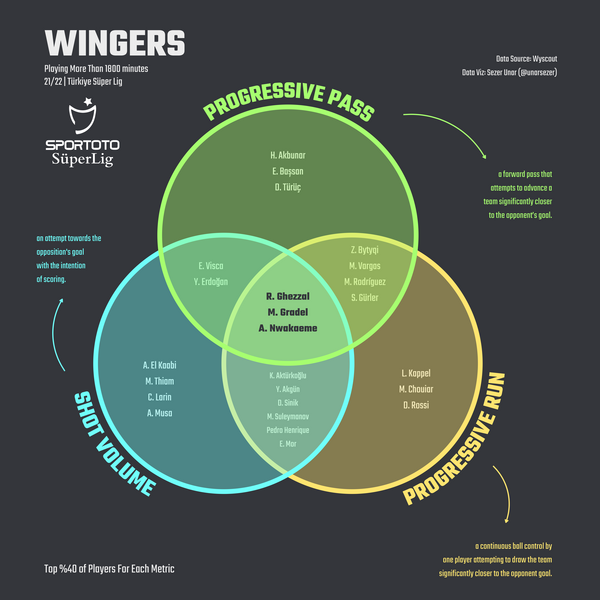 WINGERS
Playing More Than 1800 minutes
21/22 | Türkiye Süper Lig
Data Source: Wyscout
Data Viz: Sezer Unar (@unarsezer)
SPORTOTO
SüperLig
PROGRESSIVE PASS
H. Akbunar
E. Başsan
D. Türüç
a forward pass that
attempts to advance a
team significantly closer
to the opponent's goal.
an attempt towards the
opposition's goal
with the intention
of scoring.
E. Visca
Y. Erdoğan
Z. Bytyqi
M. Vargas
M. Rodriguez
S. Gürler
R. Ghezzal
M. Gradel
A. Nwakaeme
A. El Kaabi
M. Thiam
C. Larin
A. Musa
K. Aktürkoğlu
Y. Akgün
D. Sinik
M. Suleymanov
Pedro Henrique
E. Mor
L. Kappel
M. Chouiar
D. Rossi
SHOT VOLUME
PROGRESSIVE RUN
a continuous ball control by
one player attempting to draw the team
significantly closer to the opponent goal.
Top %40 of Players For Each Metric